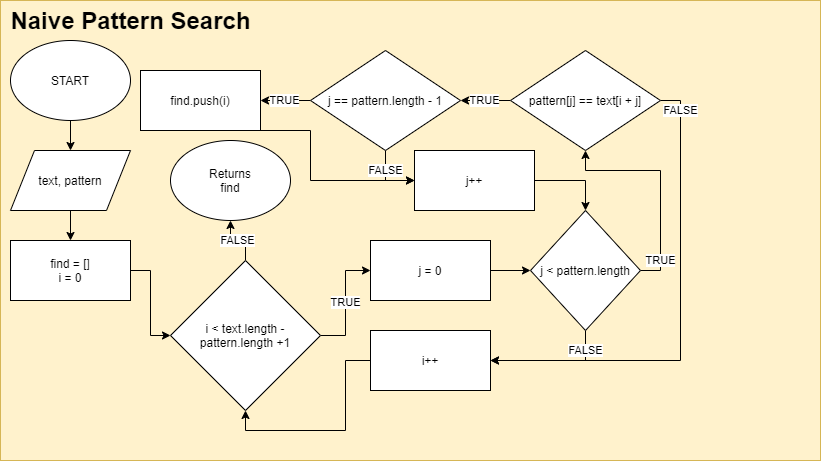 Naive Pattern Search
START
find.push(i)
TRUE
j == pattern.length - 1
TRUE
pattern[j] == text[i + j]
FALSE
text, pattern
Returns
find
FALSE
j++
FALSE
find = []
i = 0
j = 0
j < pattern.length
TRUE
TRUE
i < text.length -
pattern.length +1
FALSE
i++